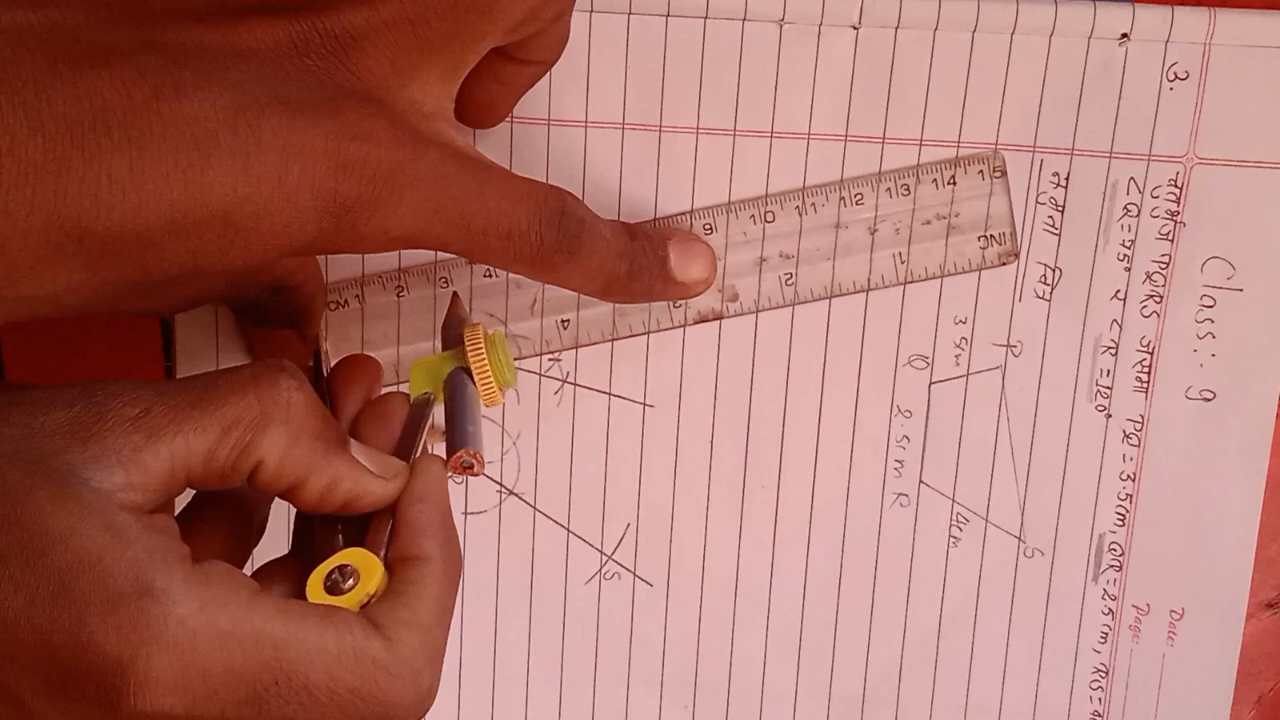 Class: 9
Date:
Page:
3. चतुर्भुज PQRS जिसमें PQ = 3.5cm, QR = 2.5cm, RS = 4
∠Q = 75° व ∠R = 120°
नमुना चित्र
P
S
3.5cm
4cm
Q
2.5cm R
K
S
CM 1 2 3 4 9 10 11 12 13 14 15
INC 1 2 3 4